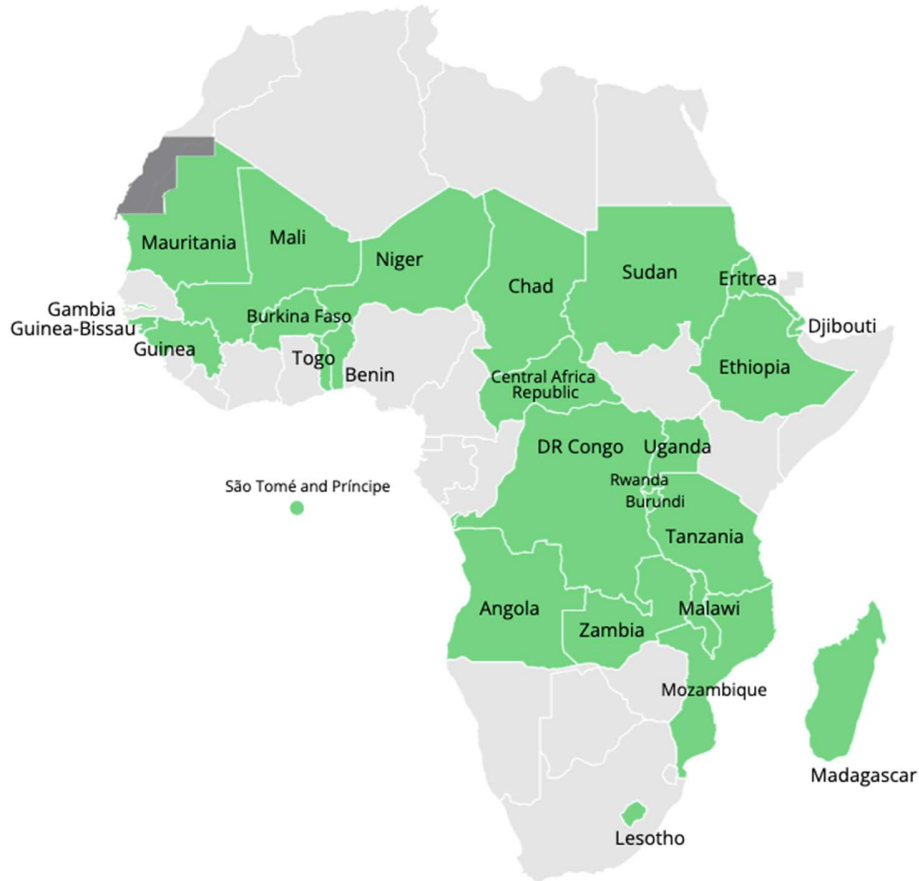 Mauritania
Mali
Niger
Chad
Sudan
Eritrea
Gambia
Guinea-Bissau
Burkina Faso
Djibouti
Guinea
Togo
Benin
Ethiopia
Central Africa
Republic
DR Congo
Uganda
Rwanda
São Tomé and Príncipe
Burundi
Tanzania
Angola
Malawi
Zambia
Mozambique
Madagascar
Lesotho